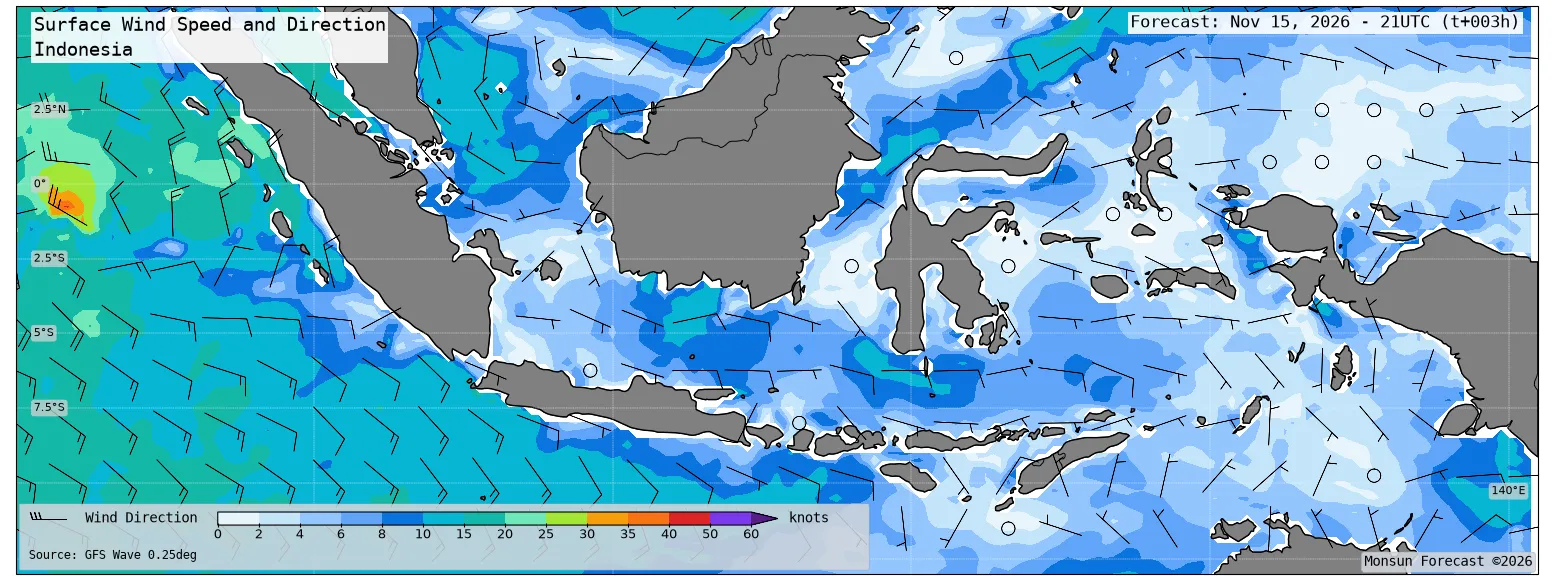 Surface Wind Speed and Direction
Indonesia
Forecast: Nov 15, 2026 - 21UTC (t+003h)
2.5°N
0°
2.5°S
5°S
7.5°S
140°E
Wind Direction
0 2 4 6 8 10 15 20 25 30 35 40 50 60 knots
Source: GFS Wave 0.25deg
Monsun Forecast ©2026